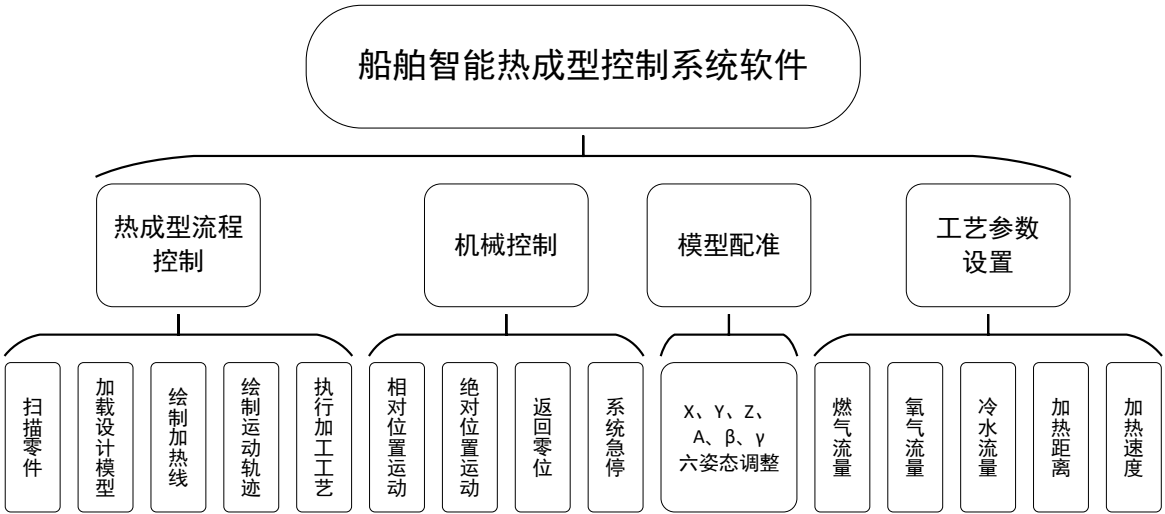 船舶智能热成型控制系统软件
热成型流程
控制
机械控制
模型配准
工艺参数
设置
扫描零件
加载设计模型
绘制加热线
绘制运动轨迹
执行加工工艺
相对位置运动
绝对位置运动
返回零位
系统急停
X、Y、Z、
A、β、γ
六姿态调整
燃气流量
氧气流量
冷水流量
加热距离
加热速度